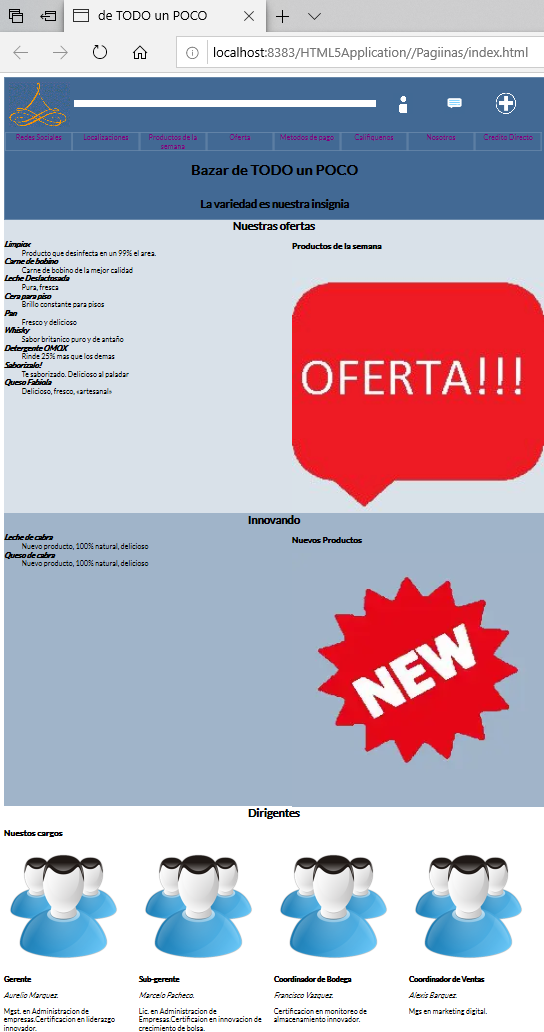 de TODO un POCO
localhost:8383/HTML5Application//Pagiinas/index.html
Redes Sociales
Localizaciones
Productos de la
semana
Oferta
Metodos de pago
Califiquenos
Nosotros
Credito Directo
Bazar de TODO un POCO
La variedad es nuestra insignia
Nuestras ofertas
Limpiox
Producto que desinfecta en un 99% el area.
Carne de bobino
Carne de bobino de la mejor calidad
Leche Deslactosada
Pura, fresca
Cera para piso
Brillo constante para pisos
Pan
Fresco y delicioso
Whisky
Sabor britanico puro y de antaño
Detergente OMOX
Rinde 25% mas que los demas
Saborizalo!
Te saborizado. Delicioso al paladar
Queso Fabiola
Delicioso, fresco, «artesanal»
Productos de la semana
OFERTA!!!
Innovando
Leche de cabra
Nuevo producto, 100% natural, delicioso
Queso de cabra
Nuevo producto, 100% natural, delicioso
Nuevos Productos
NEW
Dirigentes
Nuestos cargos
Gerente
Aurelio Marquez.
Mgst. en Administracion de
empresas.Certificacion en liderazgo
innovador.
Sub-gerente
Marcelo Pacheco.
Lic. en Administracion de
Empresas.Certificacion en innovacion de
crecimiento de bolsa.
Coordinador de Bodega
Francisco Vazquez.
Certificacion en monitoreo de
almacenamiento innovador.
Coordinador de Ventas
Alexis Barquez.
Mgs en marketing digital.